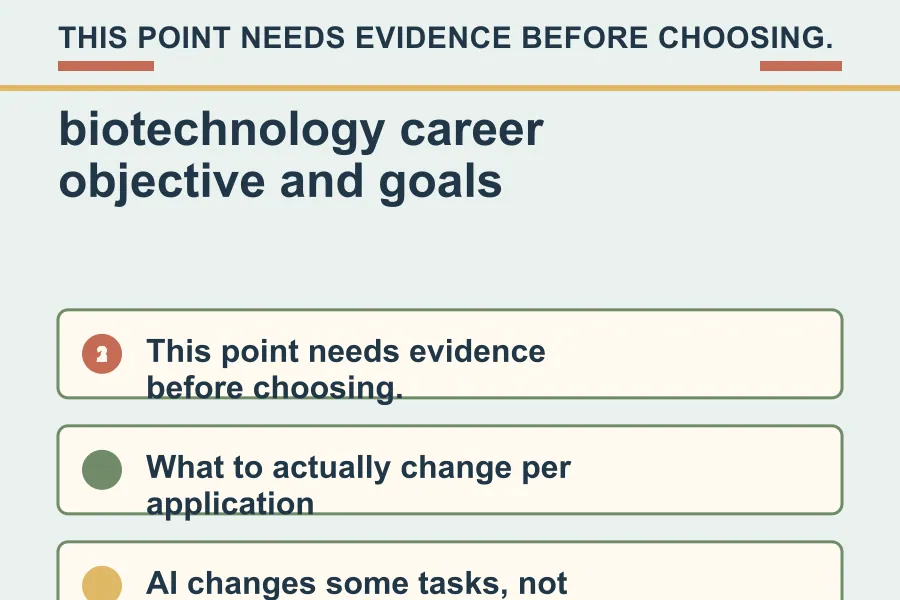 THIS POINT NEEDS EVIDENCE BEFORE CHOOSING.
biotechnology career
objective and goals
This point needs evidence
before choosing.
What to actually change per
application
AI changes some tasks, not